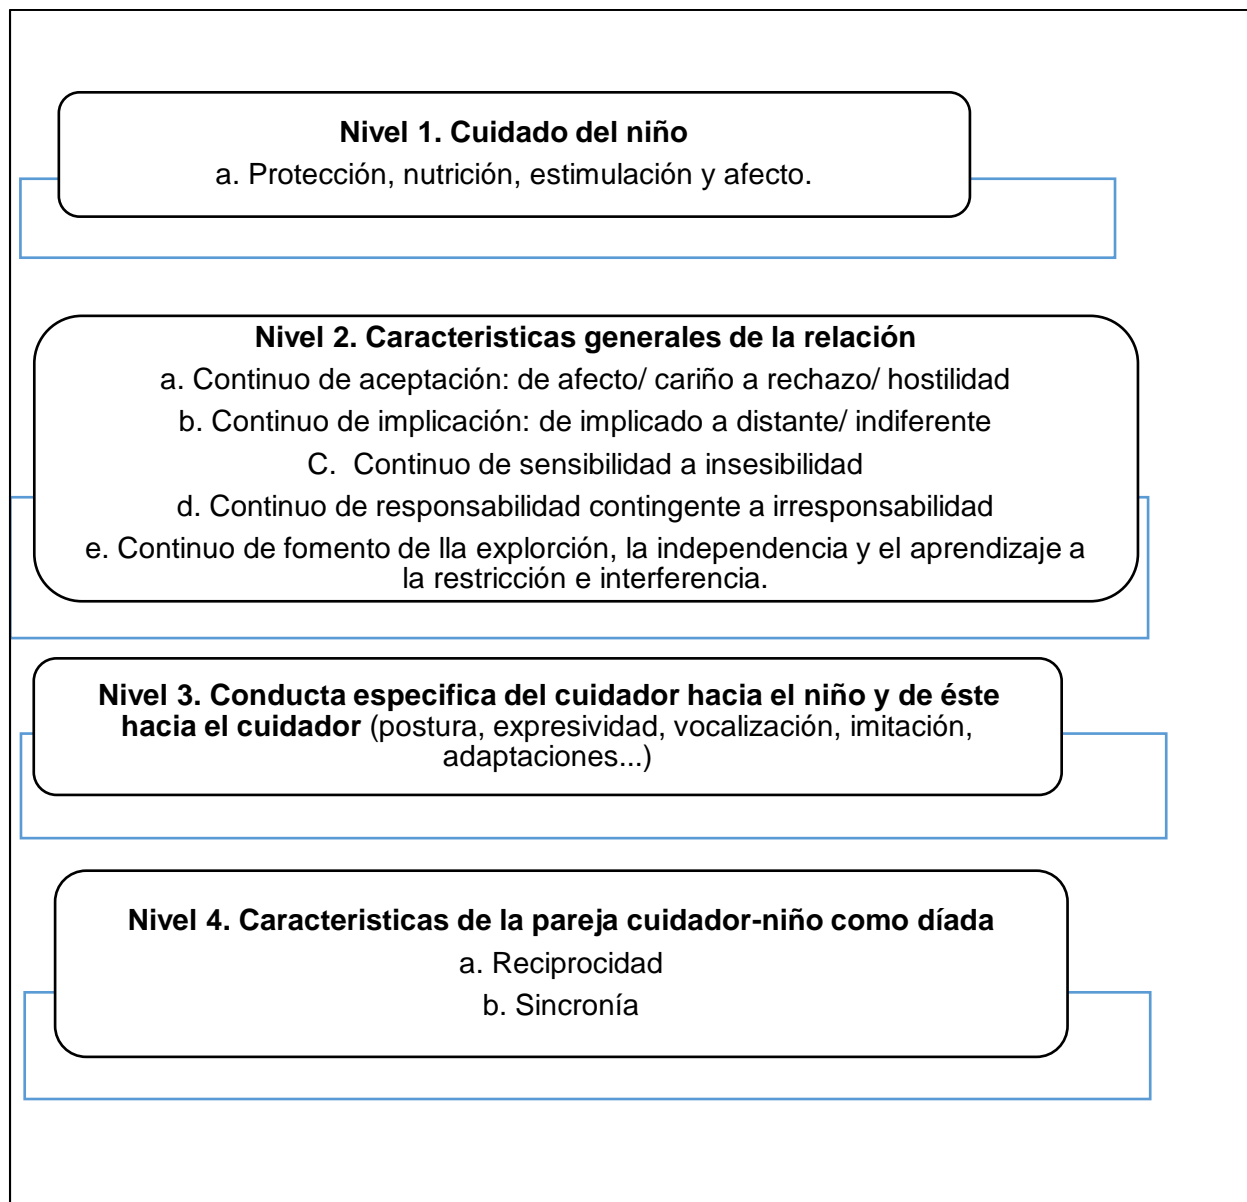 Nivel 1. Cuidado del niño
a. Protección, nutrición, estimulación y afecto.
Nivel 2. Caracteristicas generales de la relación
a. Continuo de aceptación: de afecto/ cariño a rechazo/ hostilidad
b. Continuo de implicación: de implicado a distante/ indiferente
C. Continuo de sensibilidad a insesibilidad
d. Continuo de responsabilidad contingente a irresponsabilidad
e. Continuo de fomento de lla explorción, la independencia y el aprendizaje a
la restricción e interferencia.
Nivel 3. Conducta especifica del cuidador hacia el niño y de éste
hacia el cuidador (postura, expresividad, vocalización, imitación,
adaptaciones...)
Nivel 4. Caracteristicas de la pareja cuidador-niño como díada
a. Reciprocidad
b. Sincronía